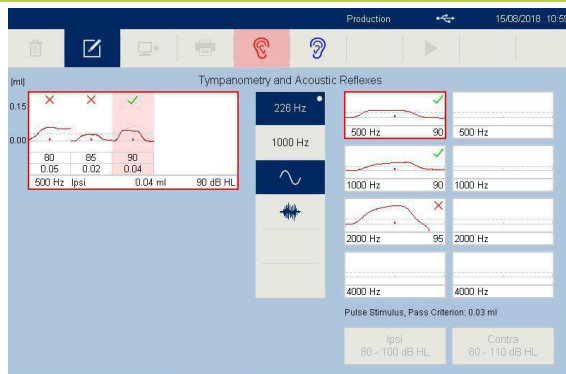 Production 15/08/2018 10:59
Tympanometry and Acoustic Reflexes
[ml]
0.15
0.00
80 85 90
0.05 0.02 0.04
500 Hz Ipsi 0.04 ml 90 dB HL
226 Hz
1000 Hz
500 Hz 90 500 Hz
1000 Hz 90 1000 Hz
2000 Hz 95 2000 Hz
4000 Hz 4000 Hz
Pulse Stimulus, Pass Criterion: 0.03 ml
Ipsi Contra
80 - 100 dB HL 80 - 110 dB HL